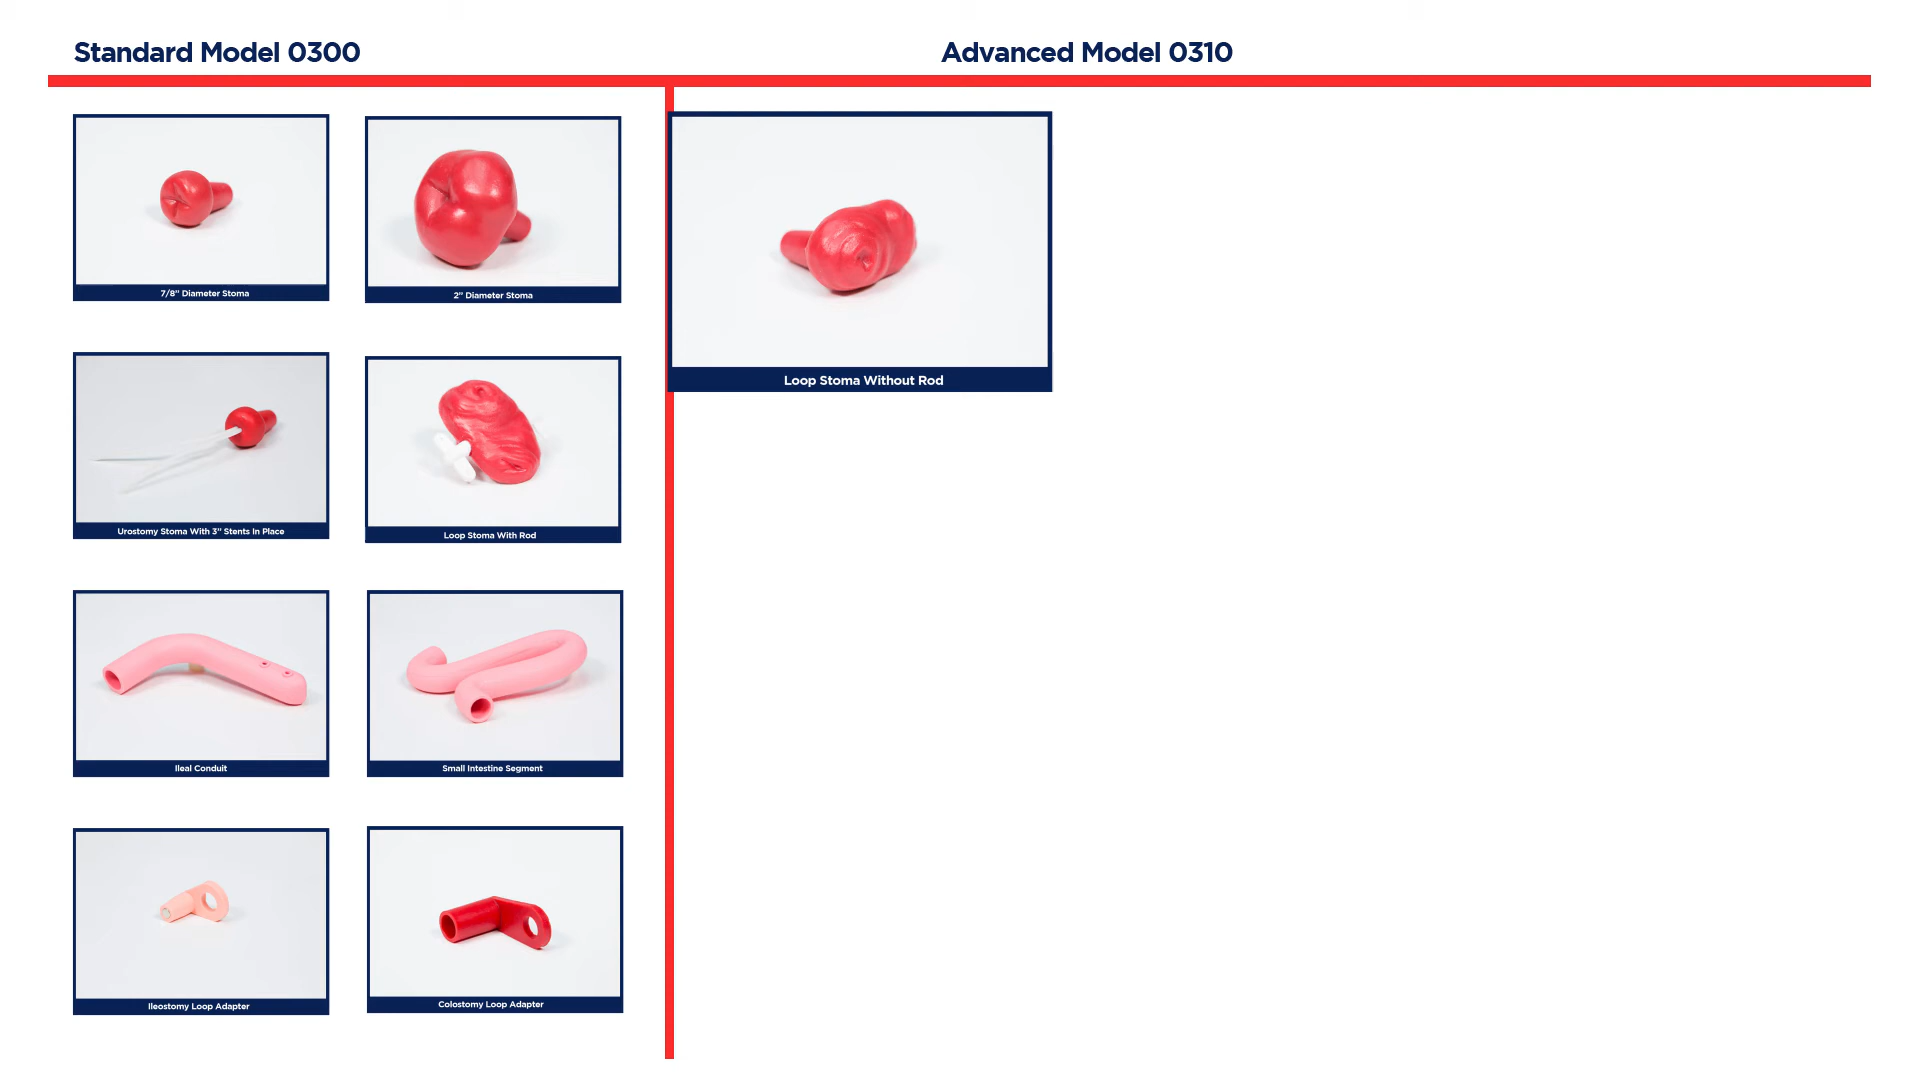 Standard Model 0300
Advanced Model 0310
7/8” Diameter Stoma
2” Diameter Stoma
Loop Stoma Without Rod
Urostomy Stoma With 3” Stents In Place
Loop Stoma With Rod
Ileal Conduit
Small Intestine Segment
Ileostomy Loop Adapter
Colostomy Loop Adapter